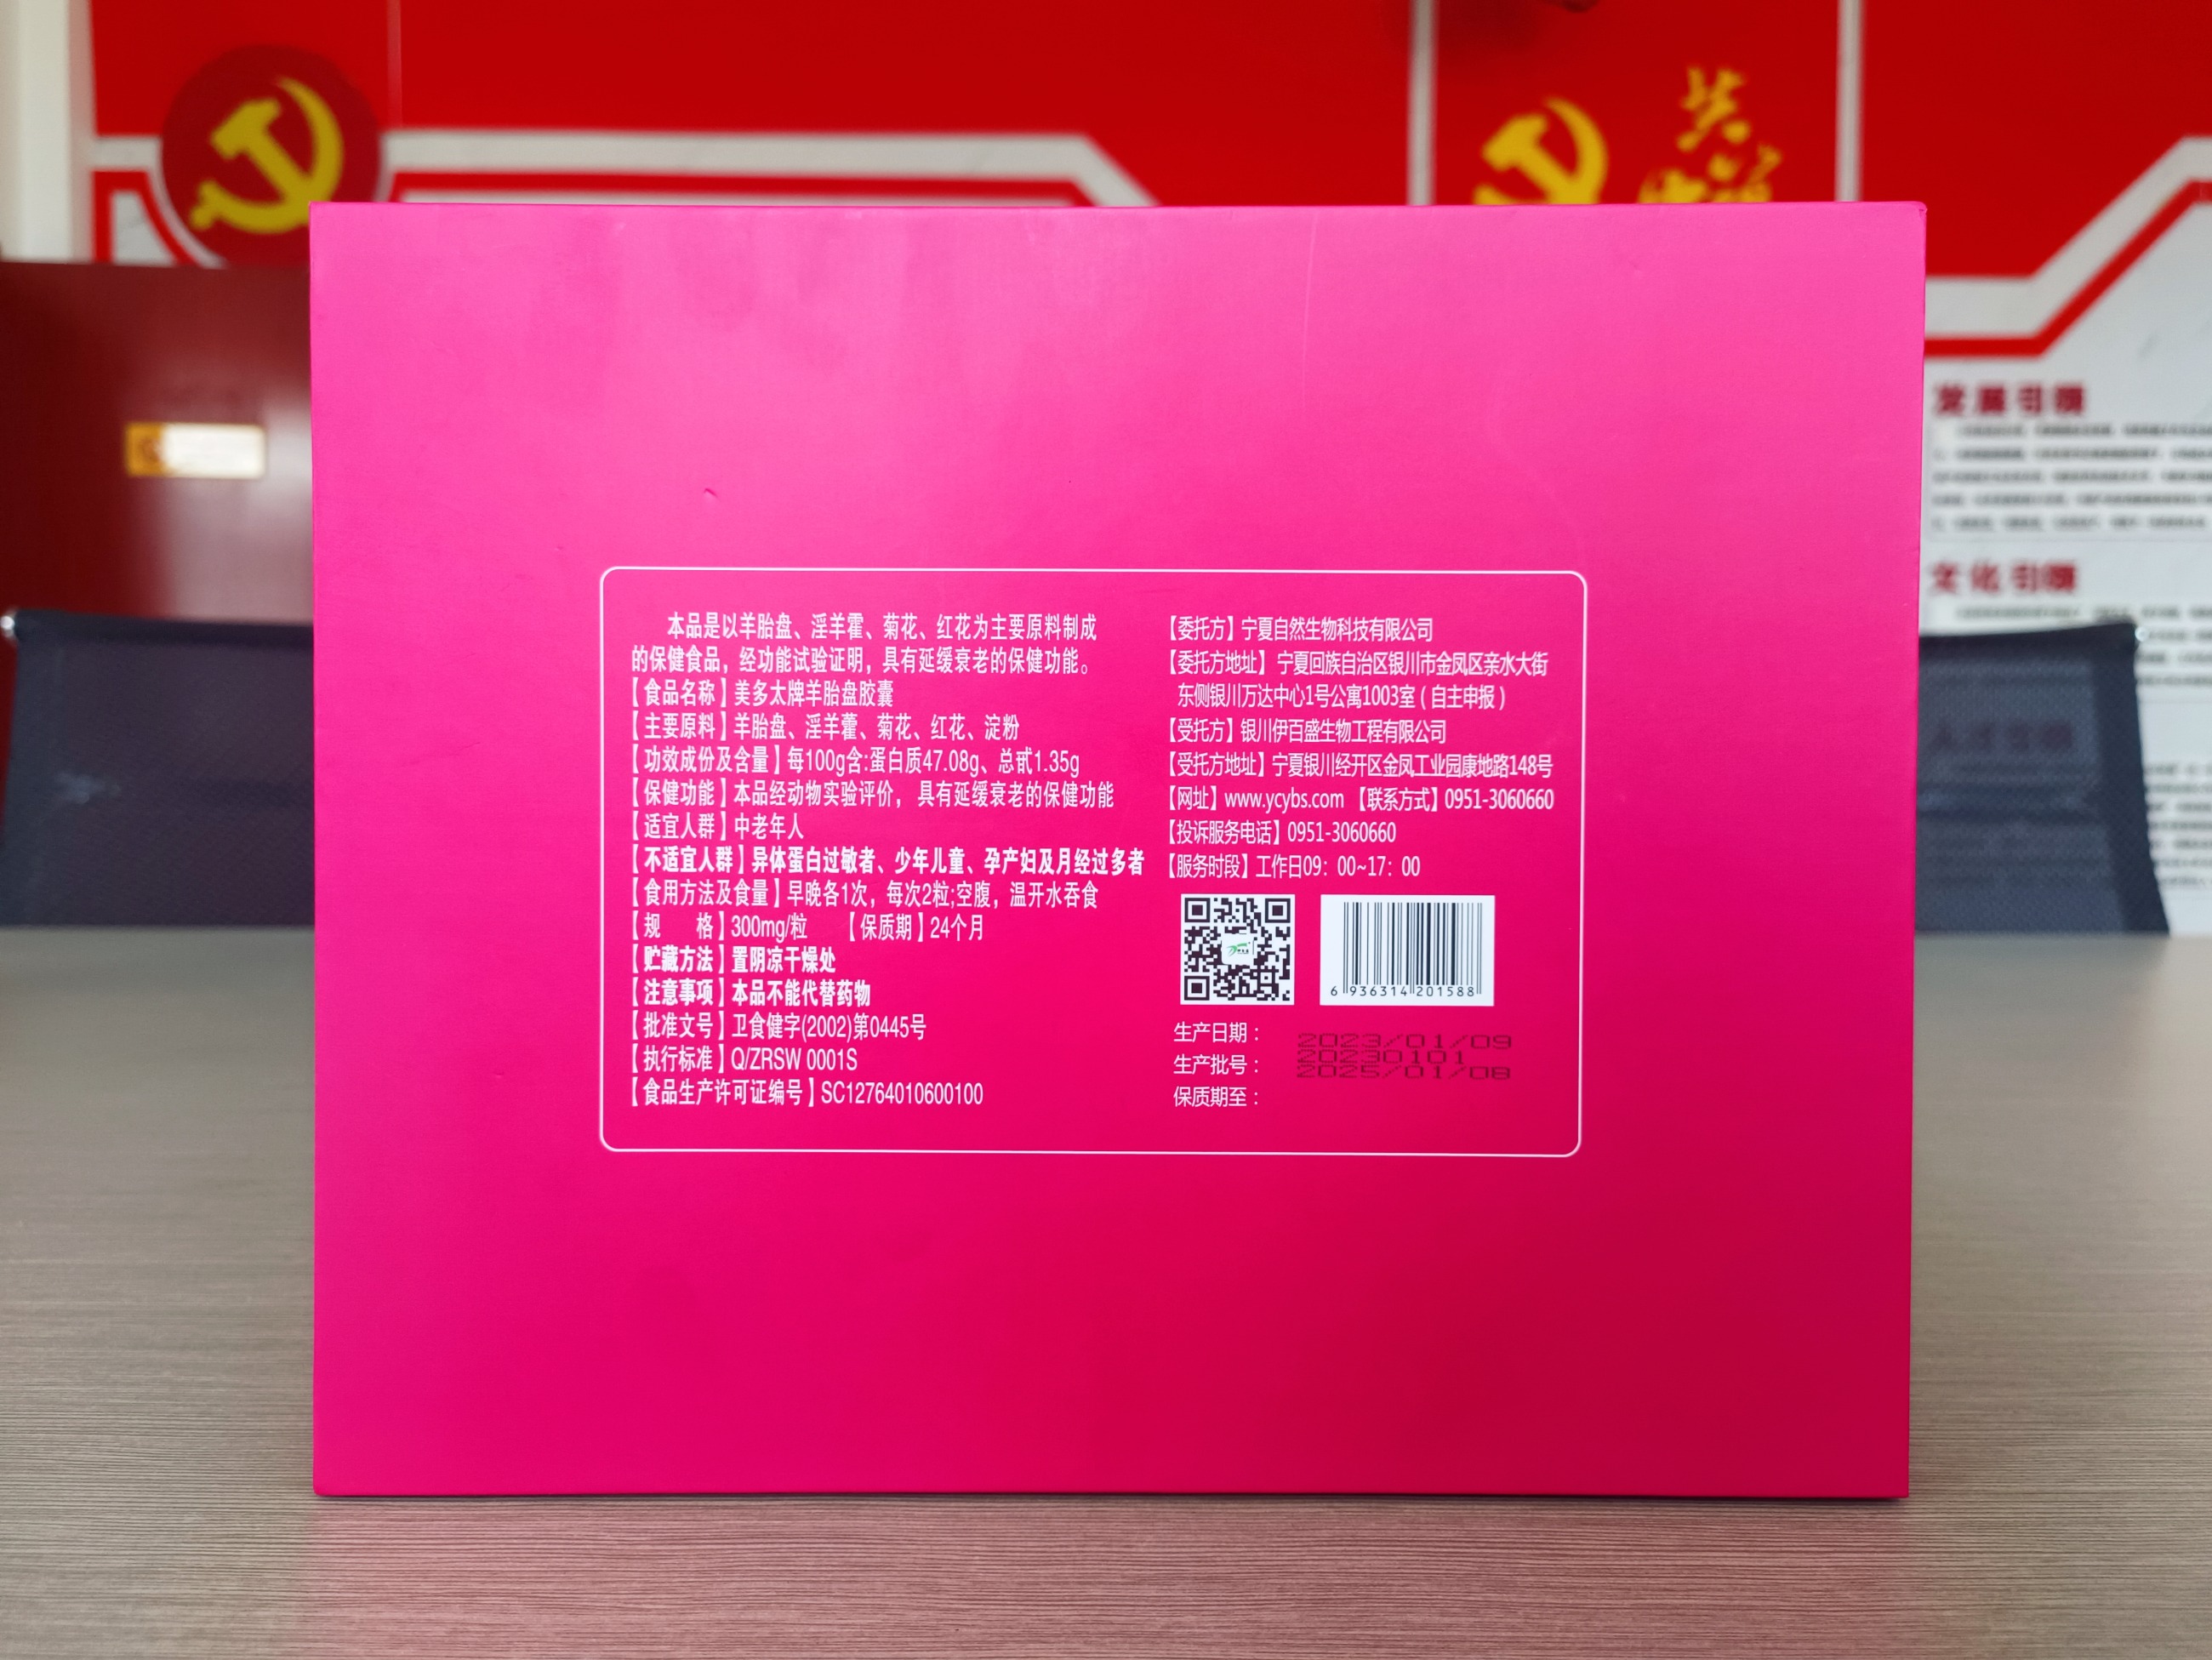 共
发展引领
文化引领
本品是以羊胎盘、淫羊霍、菊花、红花为主要原料制成
的保健食品，经功能试验证明，具有延缓衰老的保健功能。
【食品名称】美多太牌羊胎盘胶囊
【主要原料】羊胎盘、淫羊藿、菊花、红花、淀粉
【功效成份及含量】每100g含:蛋白质47.08g、总甙1.35g
【保健功能】本品经动物实验评价，具有延缓衰老的保健功能
【适宜人群】中老年人
【不适宜人群】异体蛋白过敏者、少年儿童、孕产妇及月经过多者
【食用方法及食量】早晚各1次，每次2粒;空腹，温开水吞食
【规　　格】300mg/粒　【保质期】24个月
【贮藏方法】置阴凉干燥处
【注意事项】本品不能代替药物
【批准文号】卫食健字(2002)第0445号
【执行标准】Q/ZRSW 0001S
【食品生产许可证编号】SC12764010600100
【委托方】宁夏自然生物科技有限公司
【委托方地址】宁夏回族自治区银川市金凤区亲水大街
东侧银川万达中心1号公寓1003室（自主申报）
【受托方】银川伊百盛生物工程有限公司
【受托方地址】宁夏银川经开区金凤工业园康地路148号
【网址】www.ycybs.com【联系方式】0951-3060660
【投诉服务电话】0951-3060660
【服务时段】工作日09：00~17：00
6 936314 201588
生产日期： 2023/01/09
生产批号： 20230101
保质期至： 2025/01/08